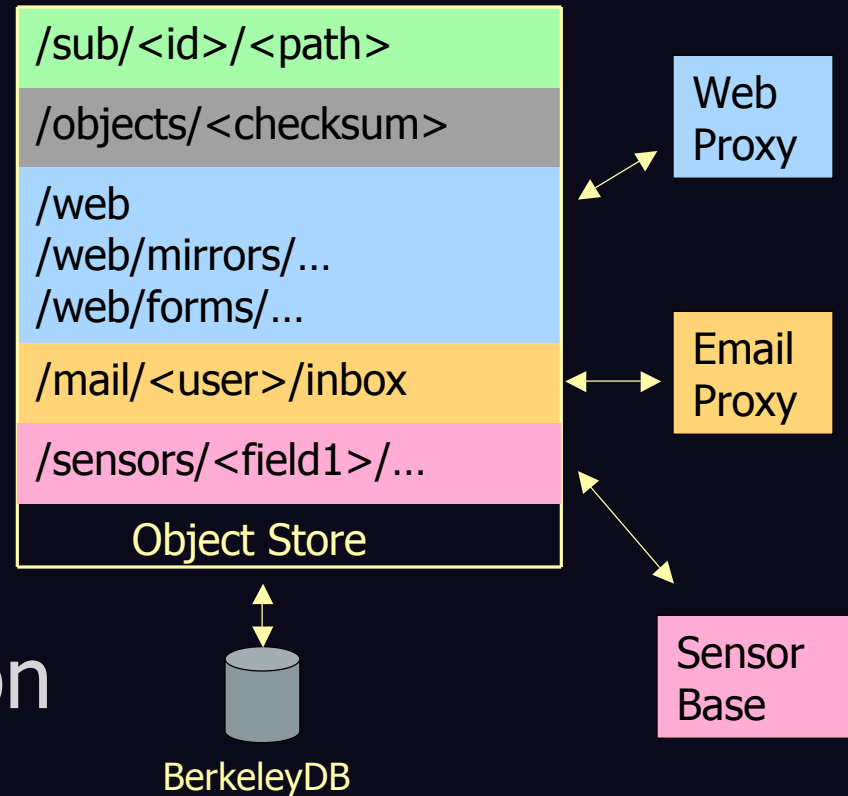 /sub/<id>/<path>
/objects/<checksum>
/web
/web/mirrors/…
/web/forms/…
/mail/<user>/inbox
/sensors/<field1>/…
Object Store
Web
Proxy
Email
Proxy
Sensor
Base
on
BerkeleyDB